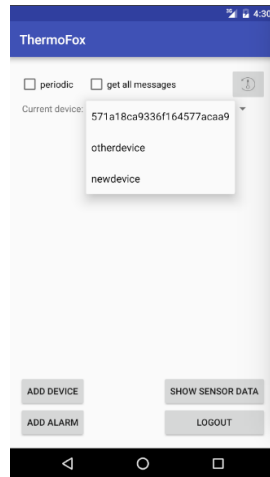 4:30
ThermoFox
periodic get all messages
Current device:
571a18ca9336f164577acaa9
otherdevice
newdevice
ADD DEVICE SHOW SENSOR DATA
ADD ALARM LOGOUT